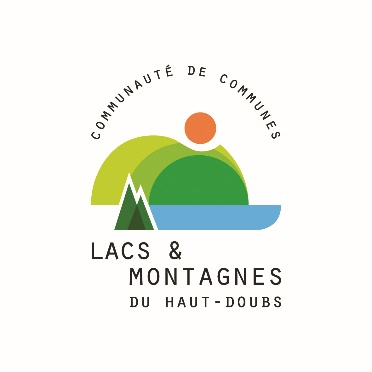 COMMUNAUTÉ DE COMMUNES
LACS &
MONTAGNES
DU HAUT-DOUBS